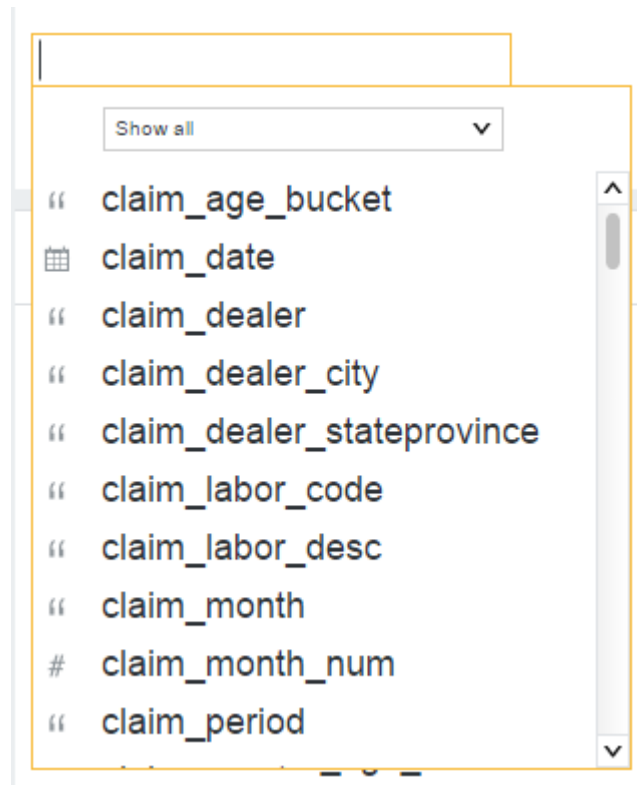 Show all
claim_age_bucket
claim_date
claim_dealer
claim_dealer_city
claim_dealer_stateprovince
claim_labor_code
claim_labor_desc
claim_month
# claim_month_num
claim_period